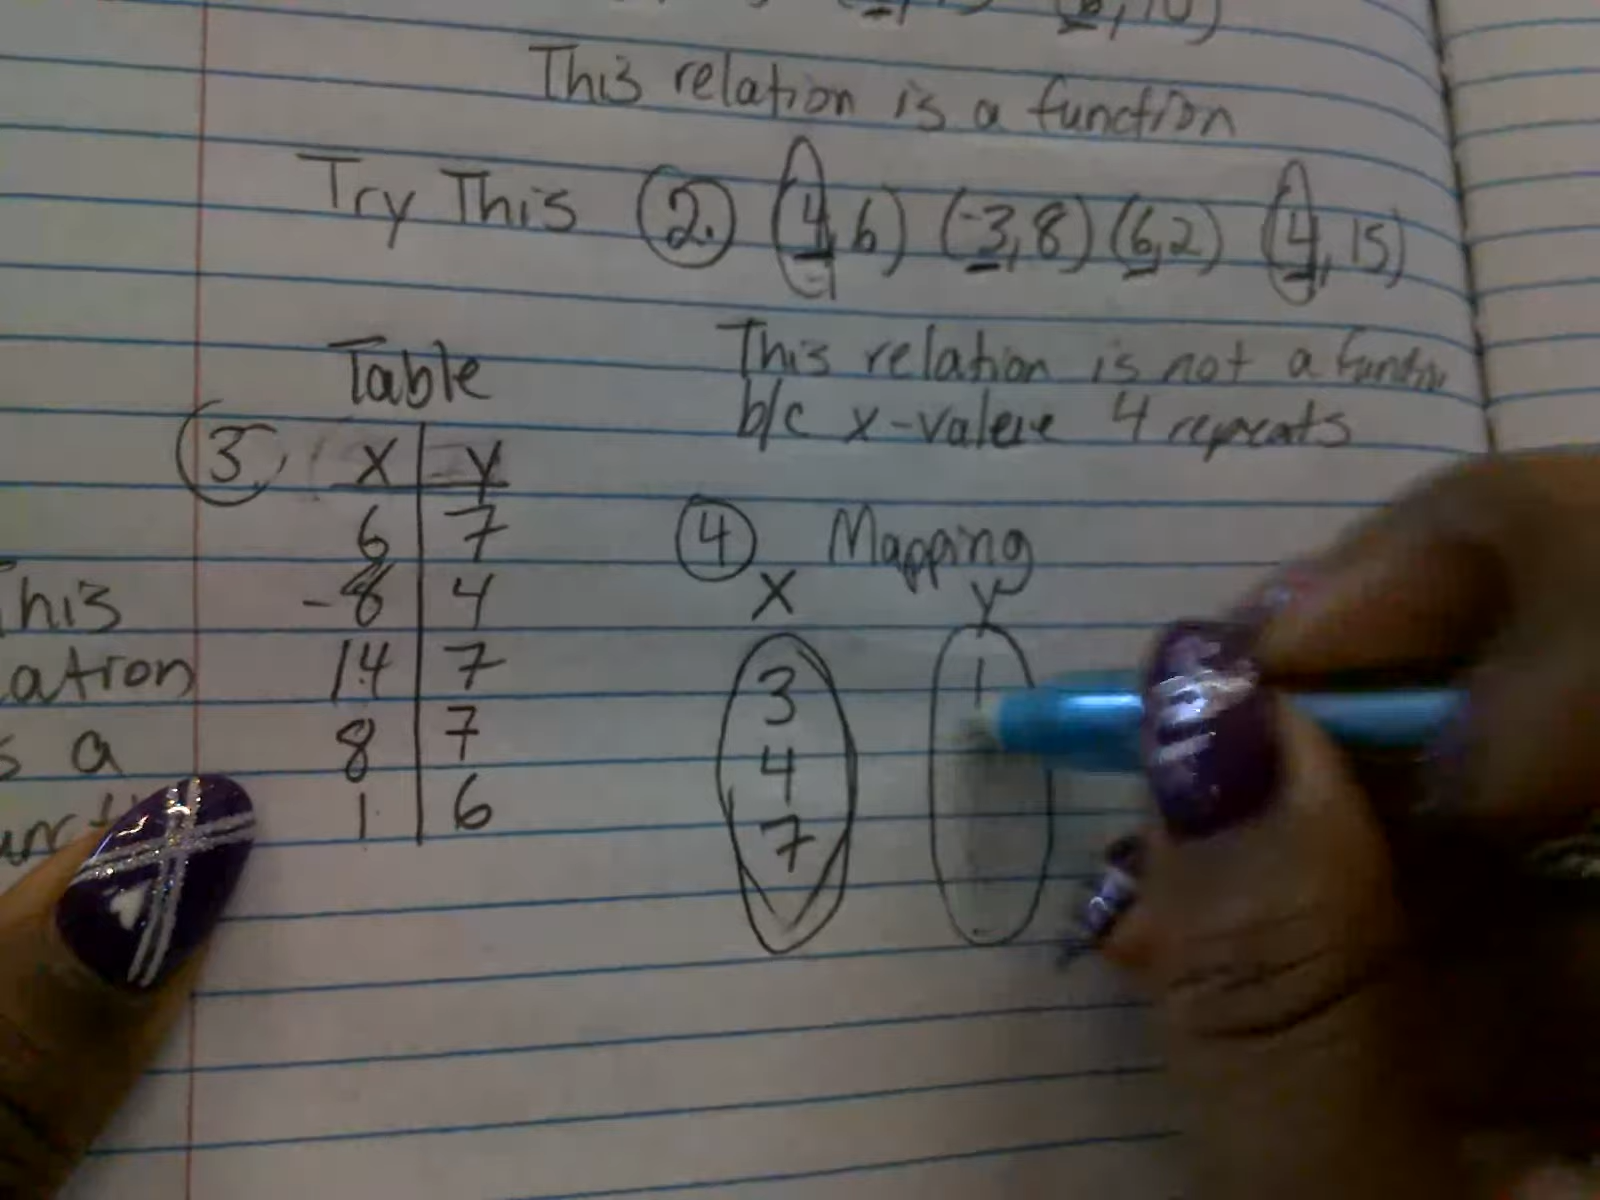 This relation is a function
Try This 2. (4,6) (-3,8) (6,2) (4,15)
This relation is not a
b/c x-value 4 repeats
Table
3. x y
6 7
-8 4
14 7
8 7
1 6
This
s a
4 Mapping
X Y
3 1
4
7